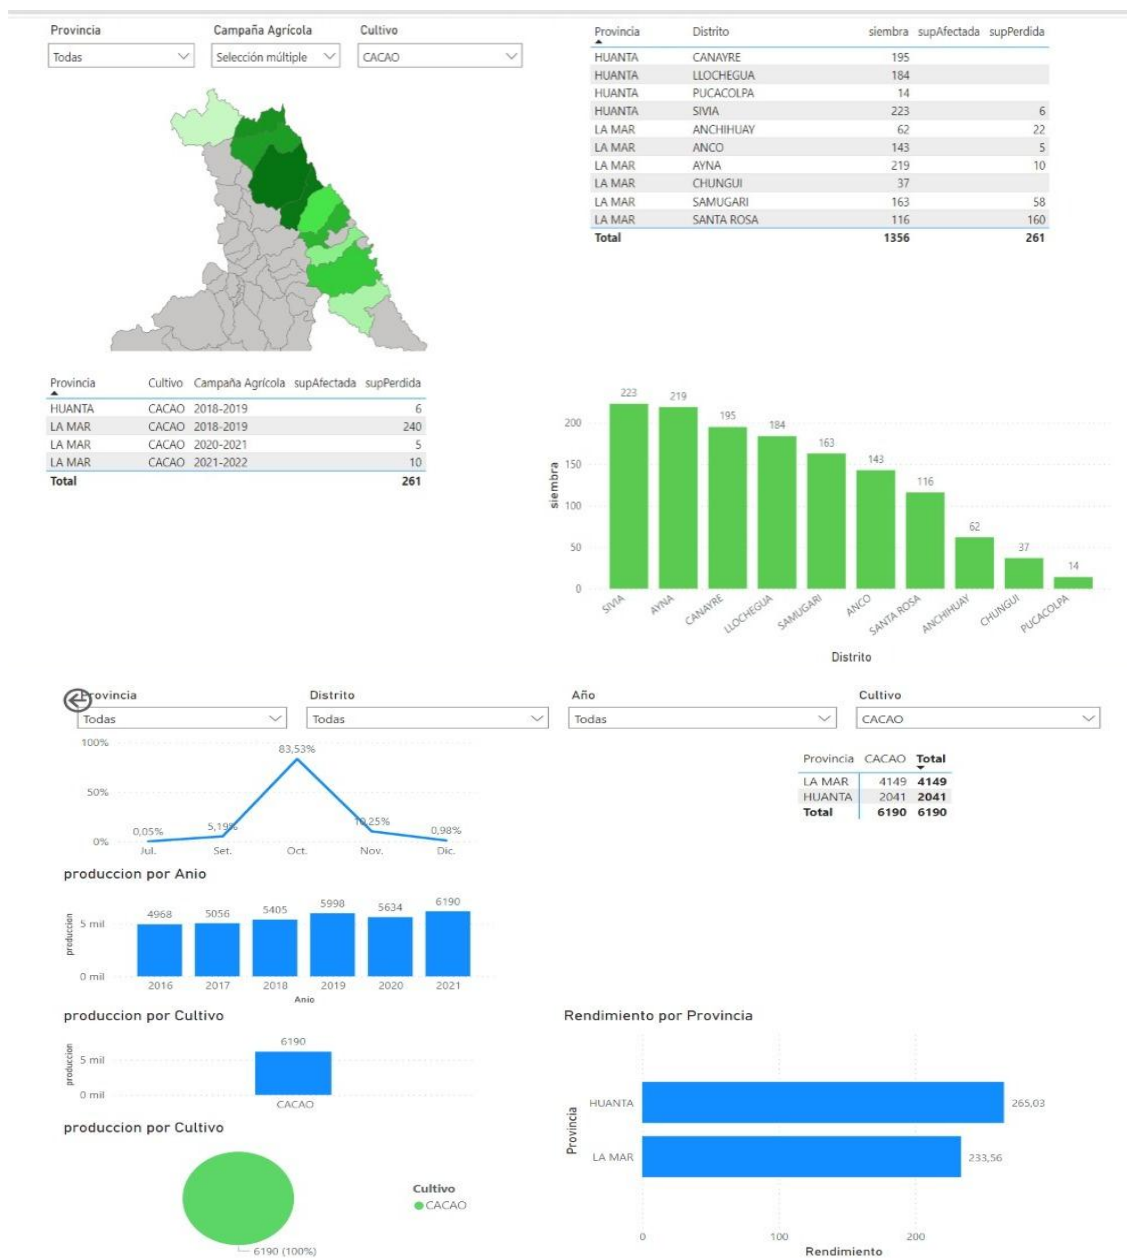 Provincia Campaña Agrícola Cultivo
Todas Selección múltiple CACAO
Provincia Distrito siembra supAfectada supPerdida
HUANTA CANAYRE 195
HUANTA LLOCHEGUA 184
HUANTA PUCACOLPA 14
HUANTA SIVIA 223 6
LA MAR ANCHIHUAY 62 22
LA MAR ANCO 143 5
LA MAR AYNA 219 10
LA MAR CHUNGUI 37
LA MAR SAMUGARI 163 58
LA MAR SANTA ROSA 116 160
Total 1356 261
Provincia Cultivo Campaña Agrícola supAfectada supPerdida
HUANTA CACAO 2018-2019 6
LA MAR CACAO 2018-2019 240
LA MAR CACAO 2020-2021 5
LA MAR CACAO 2021-2022 10
Total 261
siembra
200
150
100
50
0
223 219 195 184 163 143 116 62 37 14
SIVIA AYNA CANAYRE LLOCHEGUA SAMUGARI ANCO SANTA ROSA ANCHIHUAY CHUNGUI PUCACOLPA
Distrito
Provincia Distrito Año Cultivo
Todas Todas Todas CACAO
100%
50%
0%
0,05% 5,19% 83,53% 10,25% 0,98%
Jul. Set. Oct. Nov. Dic.
Provincia CACAO Total
LA MAR 4149 4149
HUANTA 2041 2041
Total 6190 6190
produccion por Anio
produccion
5 mil
0 mil
4968 5056 5405 5998 5634 6190
2016 2017 2018 2019 2020 2021
Anio
produccion por Cultivo
produccion
5 mil
0 mil
6190
CACAO
produccion por Cultivo
Cultivo
CACAO
6190 (100%)
Rendimiento por Provincia
Provincia
HUANTA 265,03
LA MAR 233,56
0 100 200
Rendimiento